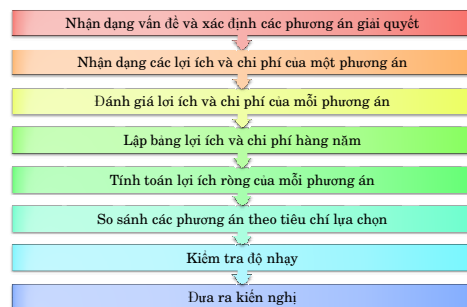 Nhận dạng vấn đề và xác định các phương án giải quyết
Nhận dạng các lợi ích và chi phí của một phương án
Đánh giá lợi ích và chi phí của mỗi phương án
Lập bảng lợi ích và chi phí hàng năm
Tính toán lợi ích ròng của mỗi phương án
So sánh các phương án theo tiêu chí lựa chọn
Kiểm tra độ nhạy
Đưa ra kiến nghị